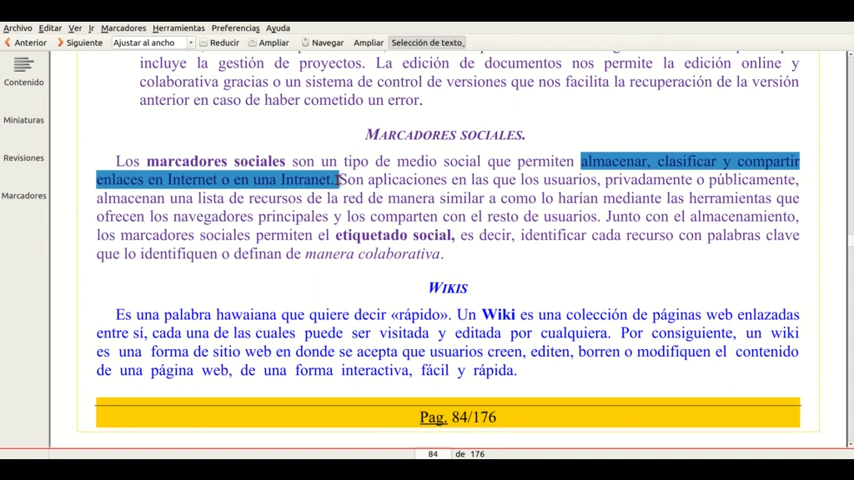 Archivo Editar Ver Ir Marcadores Herramientas Preferencias Ayuda
Anterior Siguiente Ajustar al ancho Reducir Ampliar Navegar Ampliar Selección de texto
Contenido
Miniaturas
Revisiones
Marcadores
incluye la gestión de proyectos. La edición de documentos nos permite la edición online y
colaborativa gracias o un sistema de control de versiones que nos facilita la recuperación de la versión
anterior en caso de haber cometido un error.
MARCADORES SOCIALES.
Los marcadores sociales son un tipo de medio social que permiten almacenar, clasificar y compartir
enlaces en Internet o en una Intranet. Son aplicaciones en las que los usuarios, privadamente o públicamente,
almacenan una lista de recursos de la red de manera similar a como lo harían mediante las herramientas que
ofrecen los navegadores principales y los comparten con el resto de usuarios. Junto con el almacenamiento,
los marcadores sociales permiten el etiquetado social, es decir, identificar cada recurso con palabras clave
que lo identifiquen o definan de manera colaborativa.
WIKIS
Es una palabra hawaiana que quiere decir «rápido». Un Wiki es una colección de páginas web enlazadas
entre sí, cada una de las cuales puede ser visitada y editada por cualquiera. Por consiguiente, un wiki
es una forma de sitio web en donde se acepta que usuarios creen, editen, borren o modifiquen el contenido
de una página web, de una forma interactiva, fácil y rápida.
Pag. 84/176
84 de 176